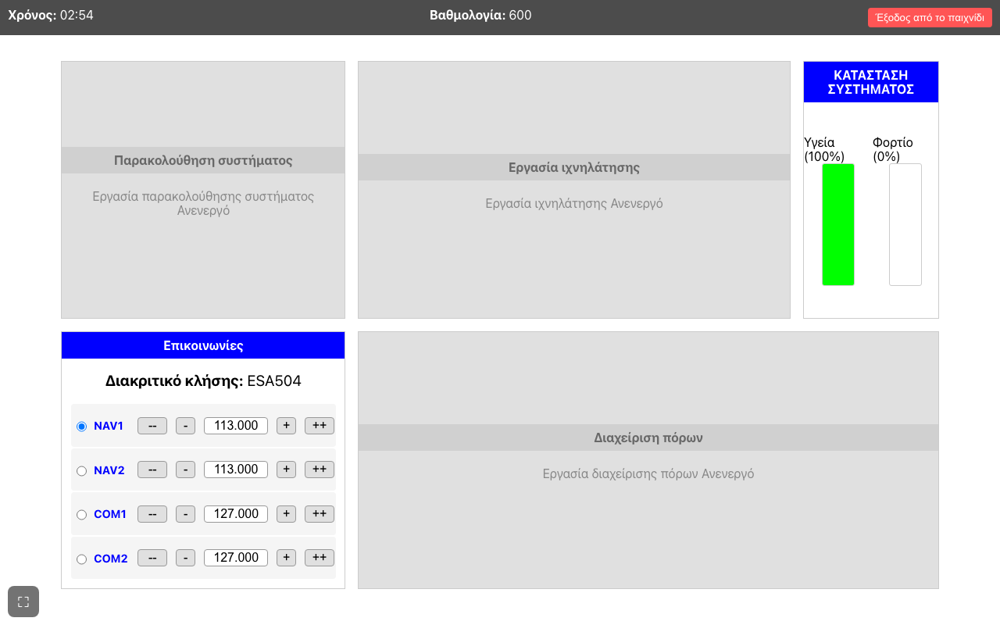 Χρόνος: 02:54
Βαθμολογία: 600
Έξοδος από το παιχνίδι
Παρακολούθηση συστήματος
Εργασία παρακολούθησης συστήματος
Ανενεργό
Εργασία ιχνηλάτησης
Εργασία ιχνηλάτησης Ανενεργό
ΚΑΤΑΣΤΑΣΗ
ΣΥΣΤΗΜΑΤΟΣ
Υγεία
(100%)
Φορτίο
(0%)
Επικοινωνίες
Διακριτικό κλήσης: ESA504
NAV1 -- - 113.000 + ++
NAV2 -- - 113.000 + ++
COM1 -- - 127.000 + ++
COM2 -- - 127.000 + ++
Διαχείριση πόρων
Εργασία διαχείρισης πόρων Ανενεργό